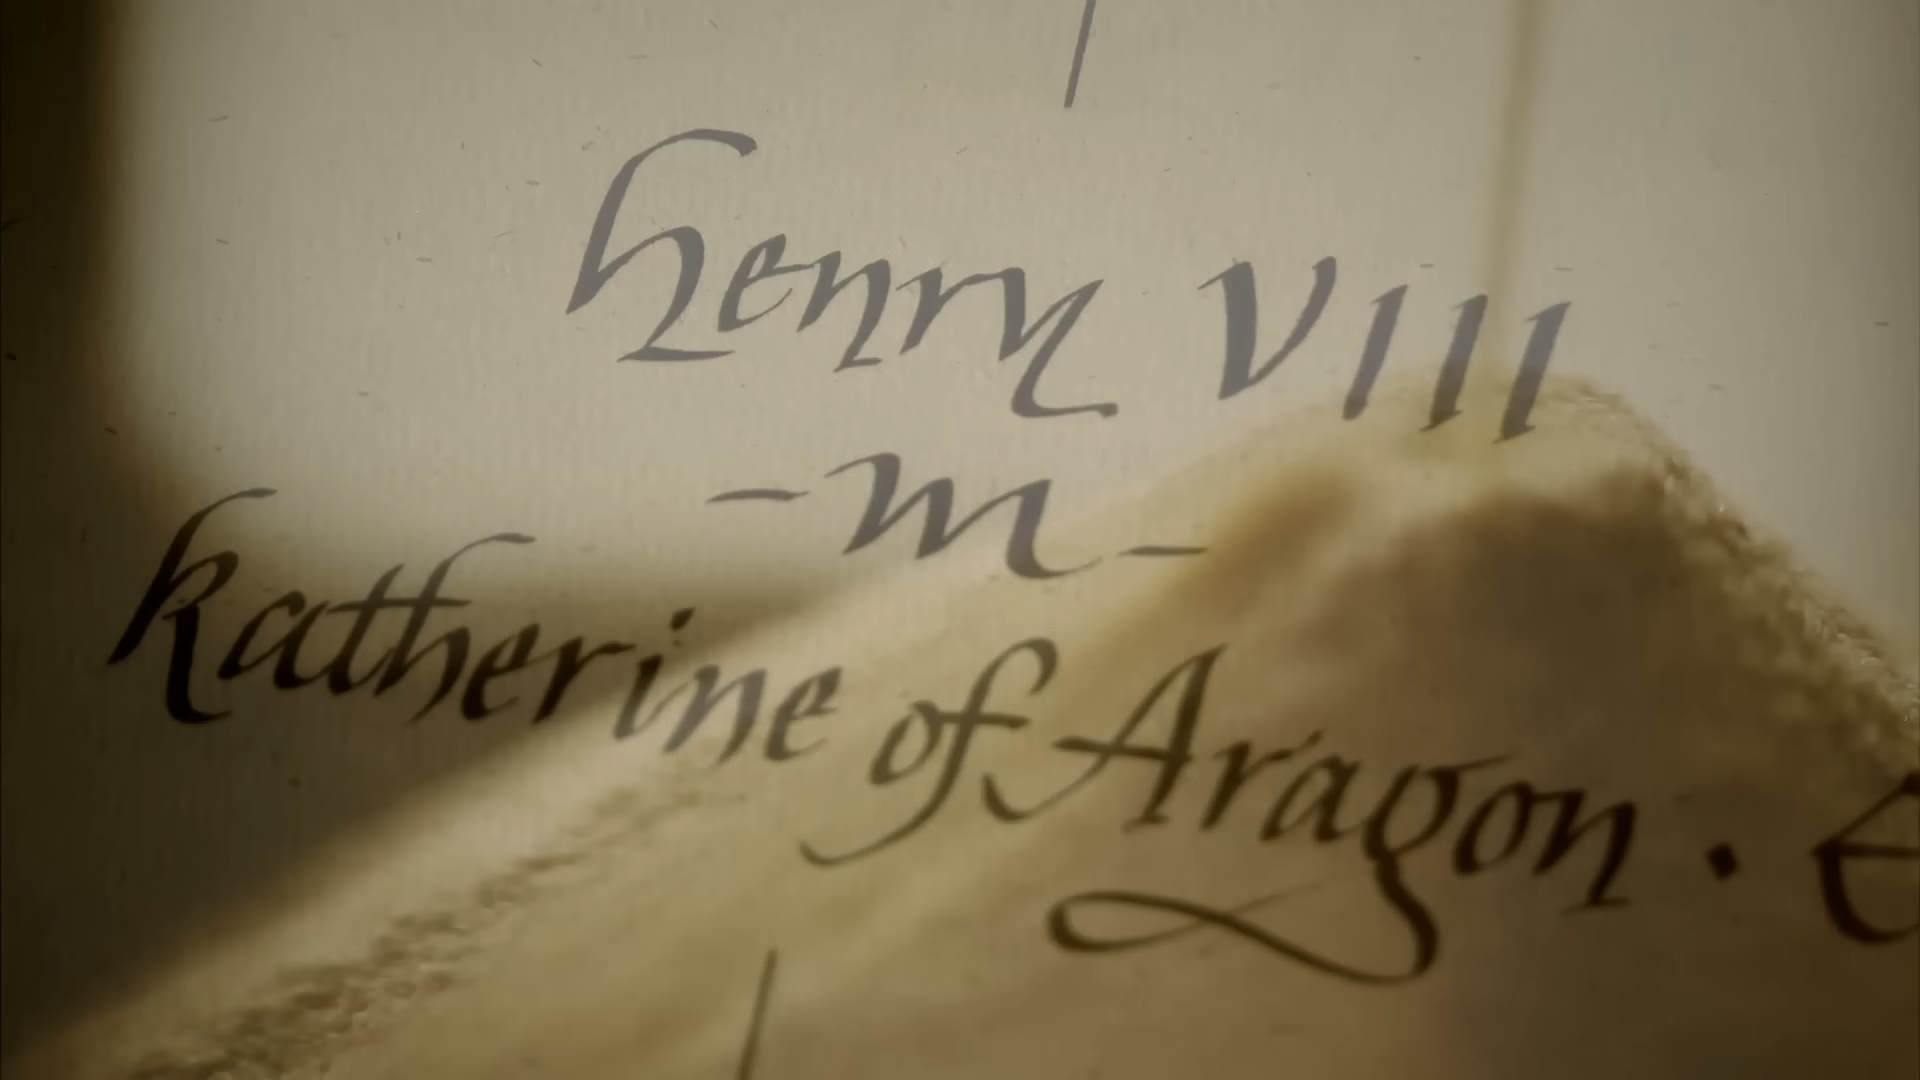 Henry VIII
- m -
Katherine of Aragon ·